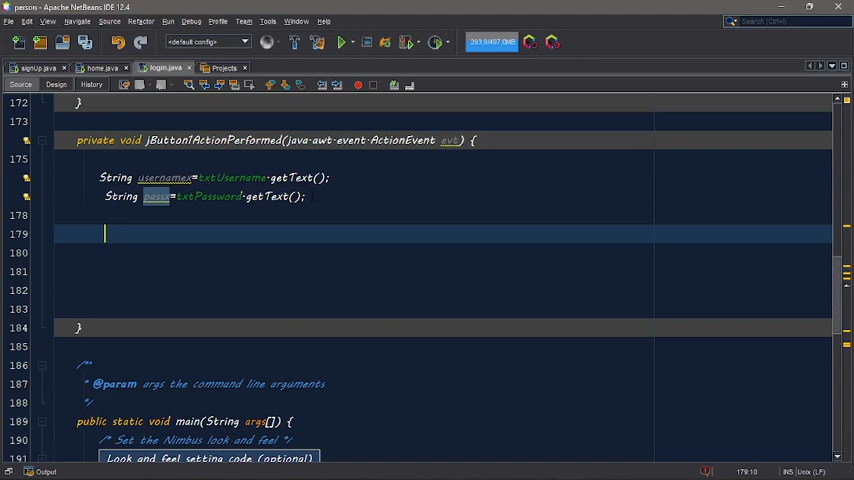 person - Apache NetBeans IDE 12.4
File Edit View Navigate Source Refactor Run Debug Profile Team Tools Window Help
Search (Ctrl+I)
<default config>
293.9/497.0MB
signUp.java home.java login.java Projects
Source Design History
172 }
173
private void jButton1ActionPerformed(java.awt.event.ActionEvent evt) {
175
String usernamex=txtUsername.getText();
String passx=txtPassword.getText();
178
179
180
181
182
183
184 }
185
186 /**
187 * @param args the command line arguments
188 */
189 public static void main(String args[]) {
190 /* Set the Nimbus look and feel */
191 Look and feel setting code (optional)
Output 179:10 INS Unix (LF)